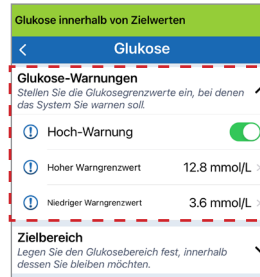 Glukose innerhalb von Zielwerten
Glukose
Glukose-Warnungen
Stellen Sie die Glukosegrenzwerte ein, bei denen
das System Sie warnen soll.
Hoch-Warnung
Hoher Warngrenzwert 12.8 mmol/L
Niedriger Warngrenzwert 3.6 mmol/L
Zielbereich
Legen Sie den Glukosebereich fest, innerhalb
dessen Sie bleiben möchten.